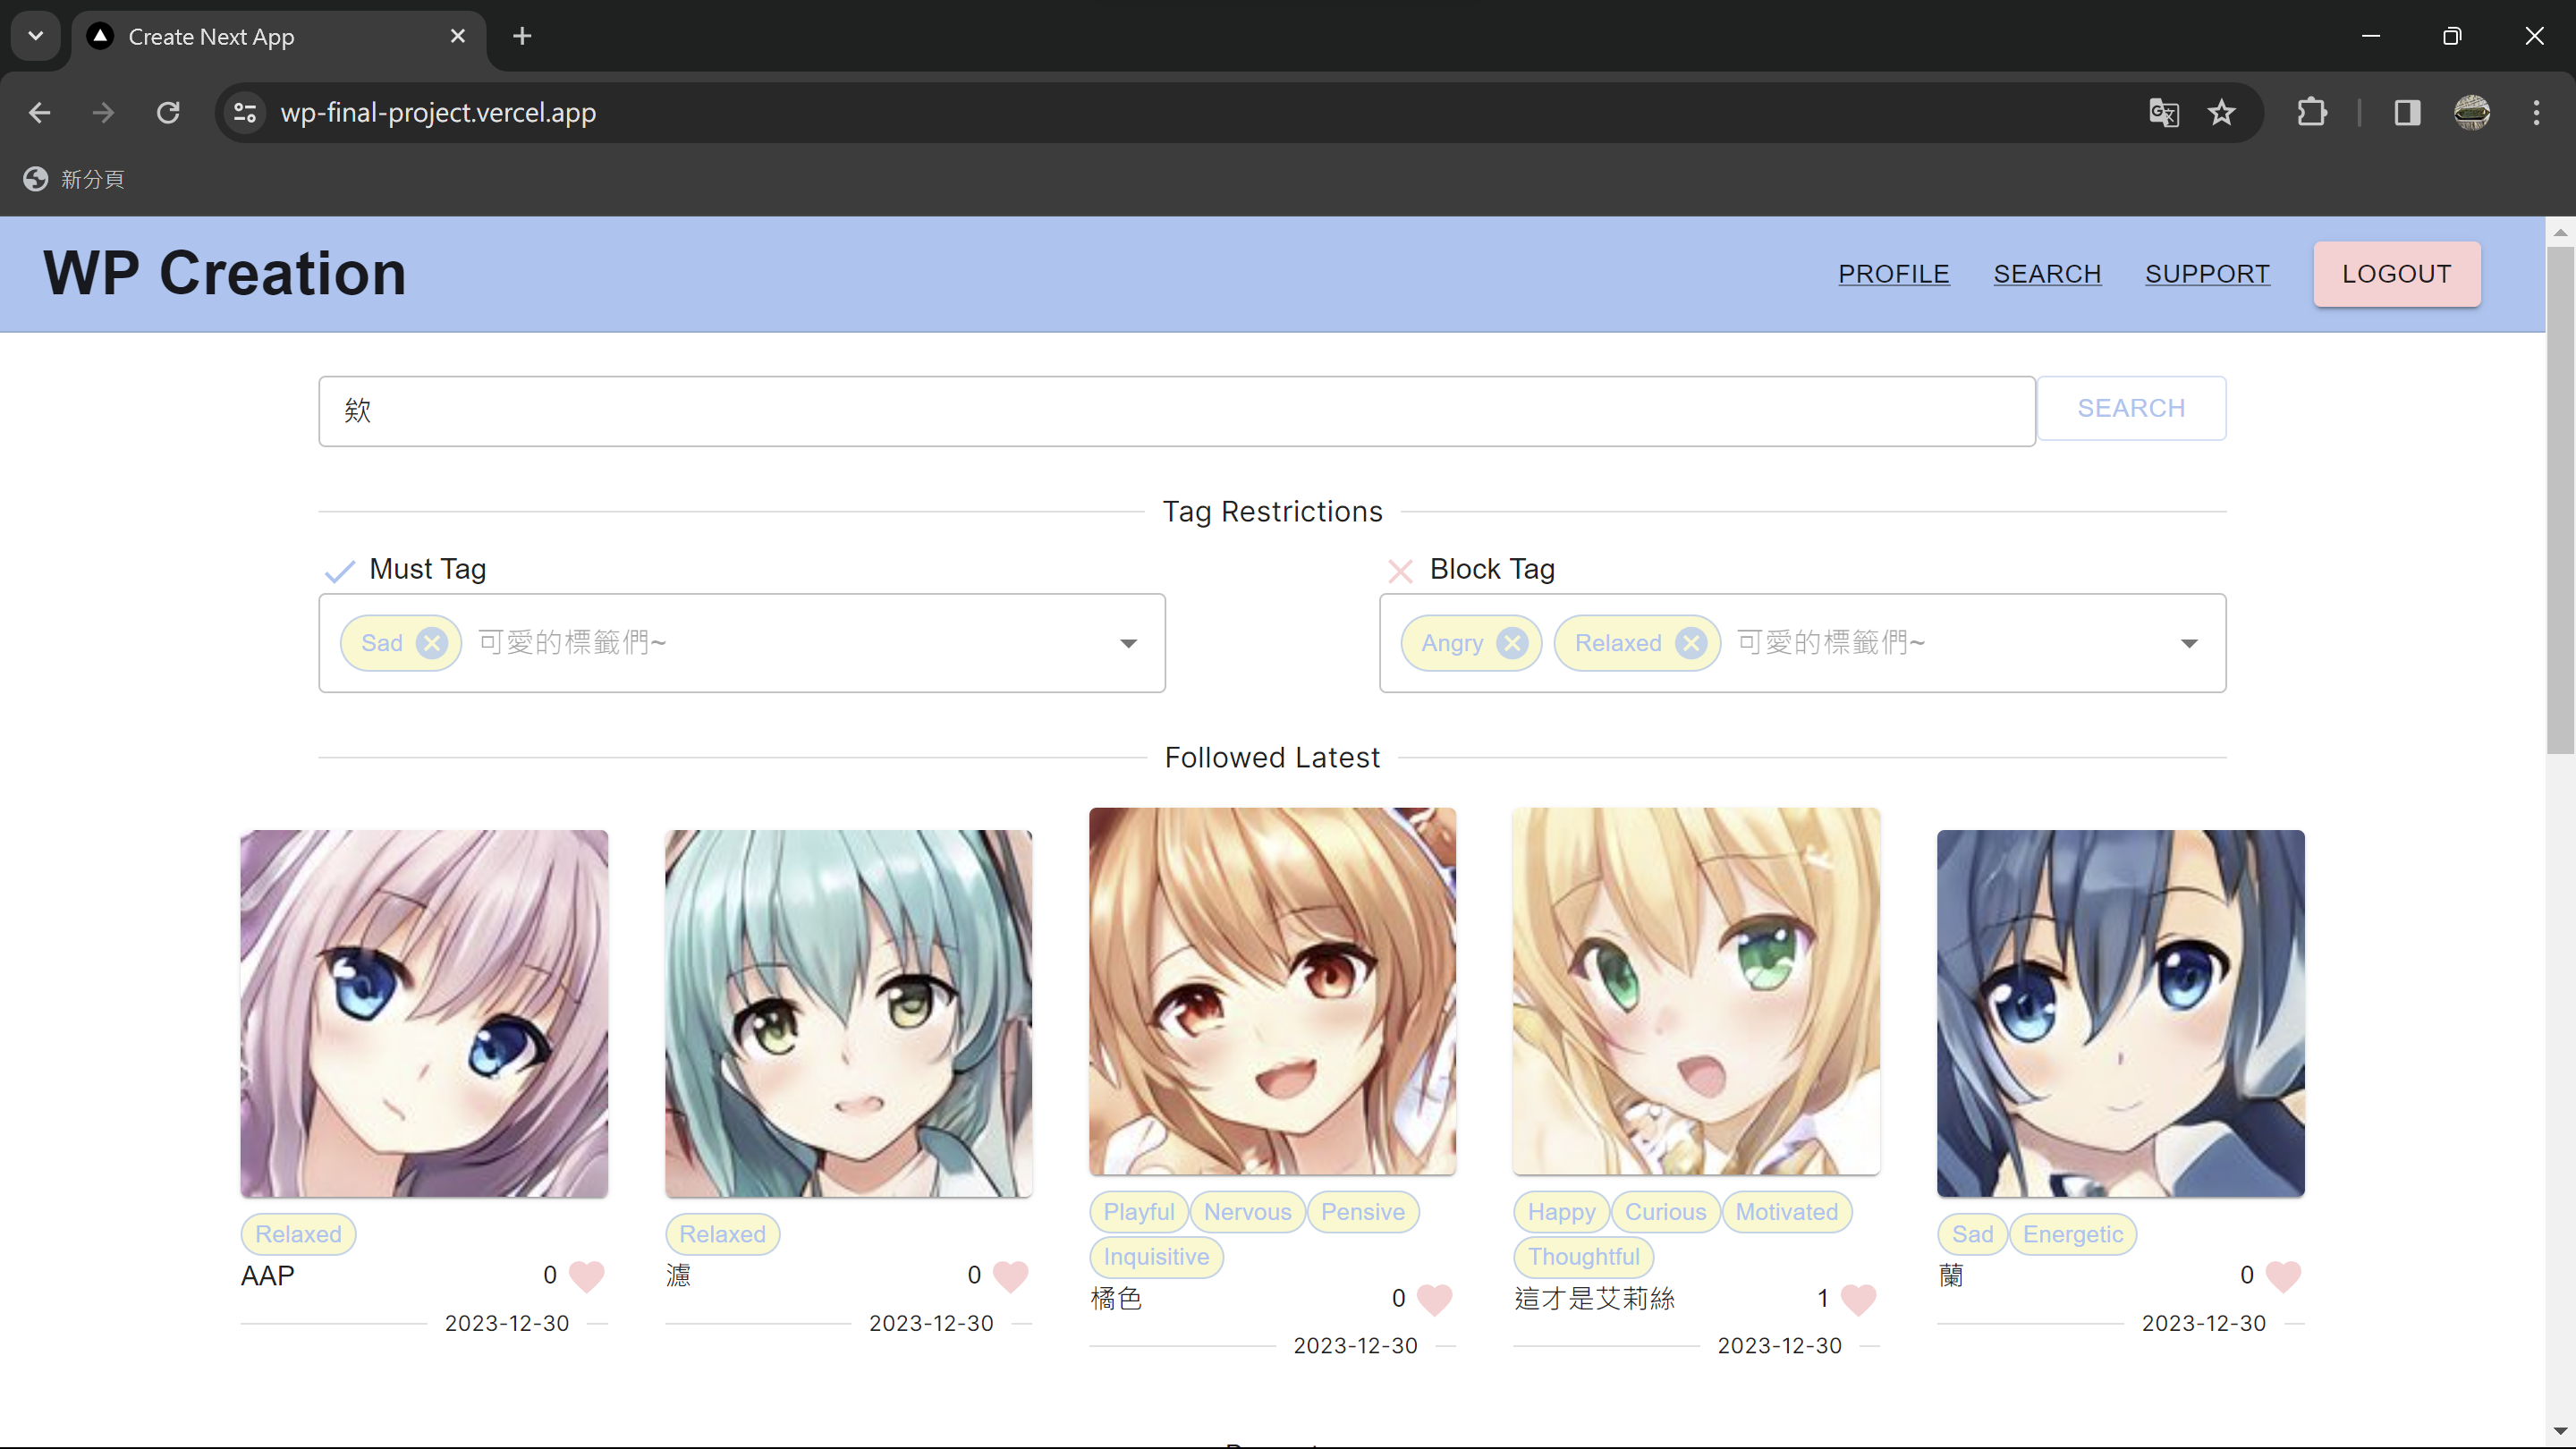 Create Next App
wp-final-project.vercel.app
新分頁
WP Creation
PROFILE SEARCH SUPPORT LOGOUT
欸 SEARCH
Tag Restrictions
Must Tag Block Tag
Sad 可愛的標籤們~ Angry Relaxed 可愛的標籤們~
Followed Latest
Relaxed
AAP 0
2023-12-30
Relaxed
濾 0
2023-12-30
Playful Nervous Pensive
Inquisitive
橘色 0
2023-12-30
Happy Curious Motivated
Thoughtful
這才是艾莉絲 1
2023-12-30
Sad Energetic
蘭 0
2023-12-30